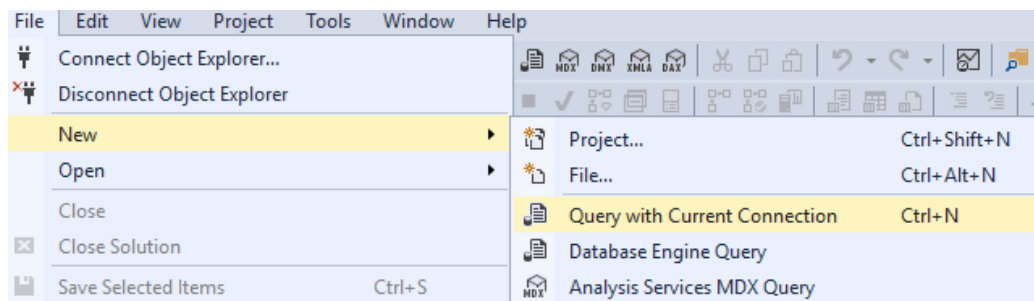 File Edit View Project Tools Window Help
Connect Object Explorer...
MDX DMX XMLA DAX
Disconnect Object Explorer
New
Project... Ctrl+Shift+N
Open
File... Ctrl+Alt+N
Close
Query with Current Connection Ctrl+N
Close Solution
Database Engine Query
Save Selected Items Ctrl+S
MDX Analysis Services MDX Query